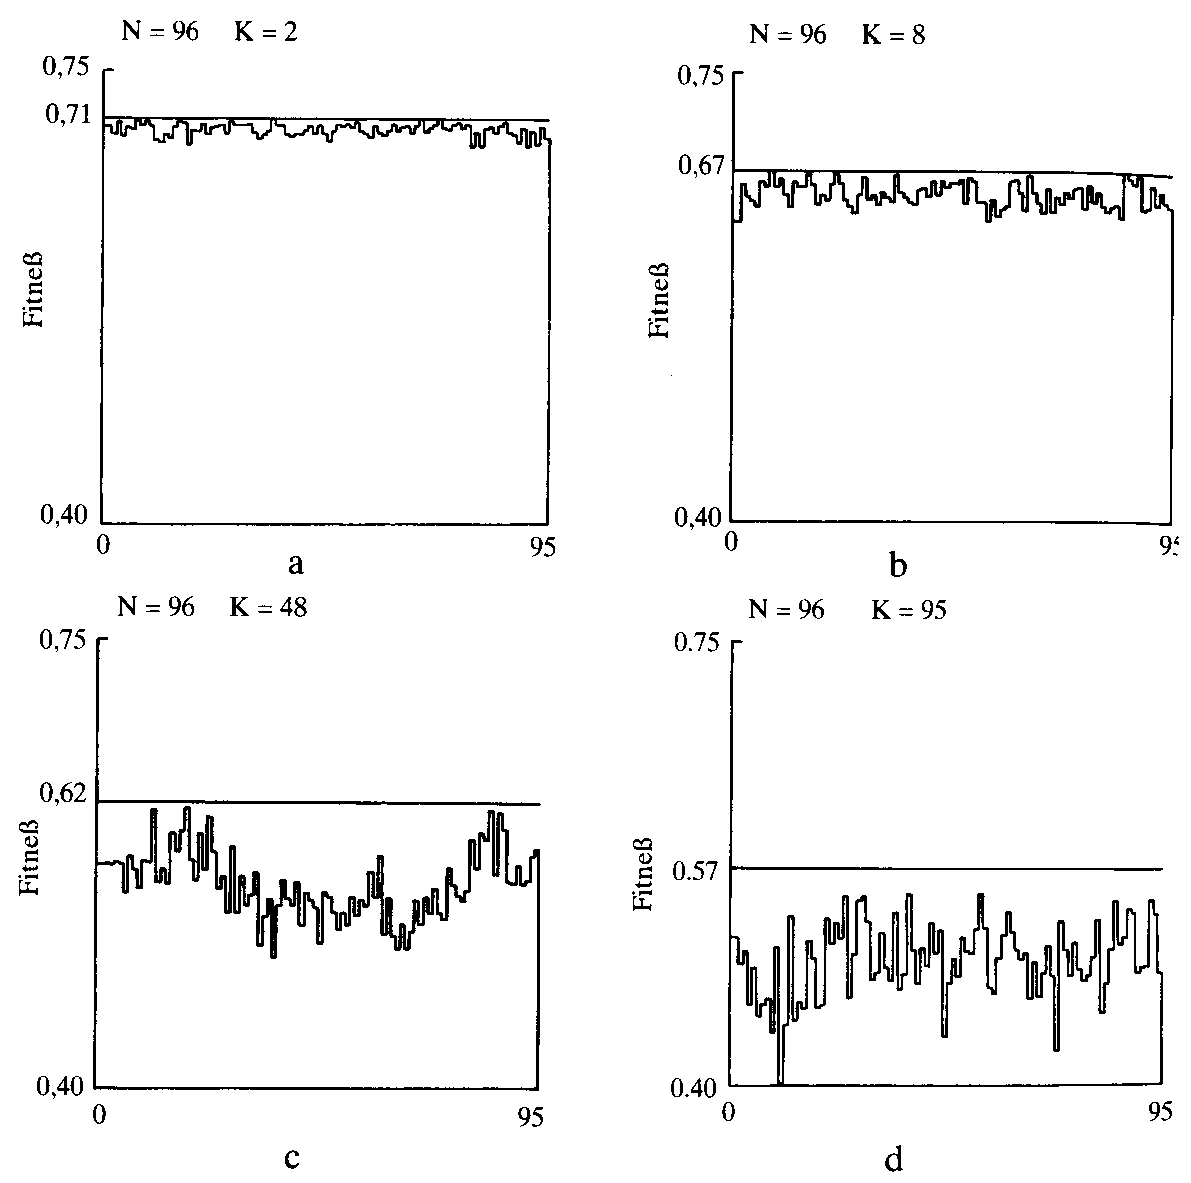 N = 96 K = 2
0,75
0,71
Fitneß
0,40
0
95
a
N = 96 K = 8
0,75
0,67
Fitneß
0,40
0
b
N = 96 K = 48
0,75
0,62
Fitneß
0,40
0
95
c
N = 96 K = 95
0.75
0.57
Fitneß
0.40
0
95
d